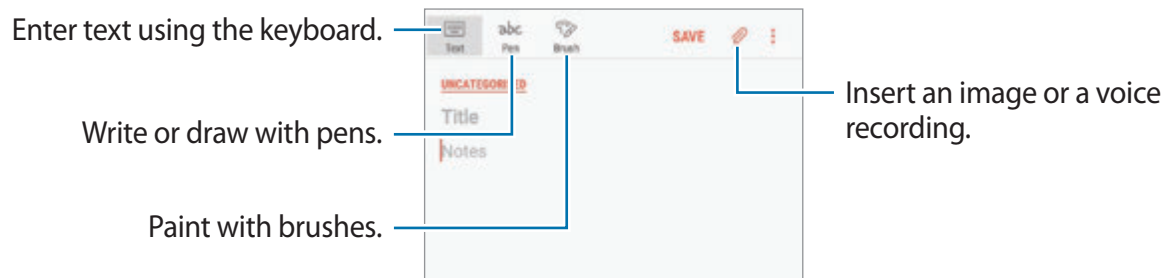 Enter text using the keyboard.
abc
SAVE
Text Pen Brush
UNCATEGORISED
Insert an image or a voice
recording.
Title
Write or draw with pens.
Notes
Paint with brushes.